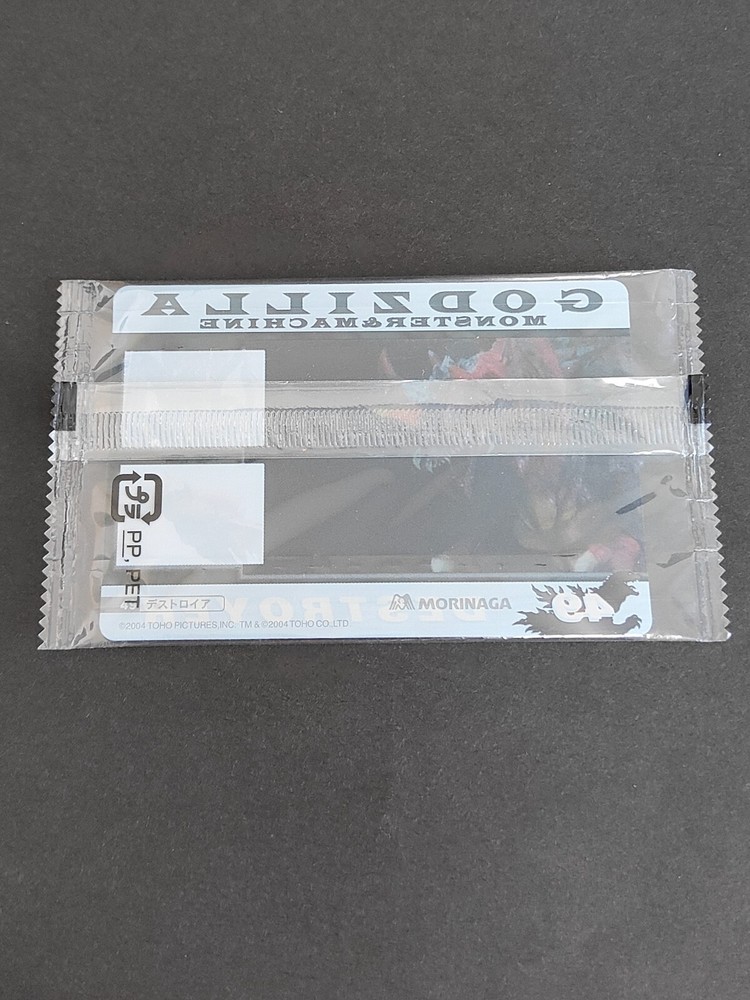 GODZILLA
MONSTER&MACHINE
プラ
PP, PET
デストロイア
MORINAGA
49
DESTROY
©2004 TOHO PICTURES,INC. TM & ©2004 TOHO CO.,LTD.